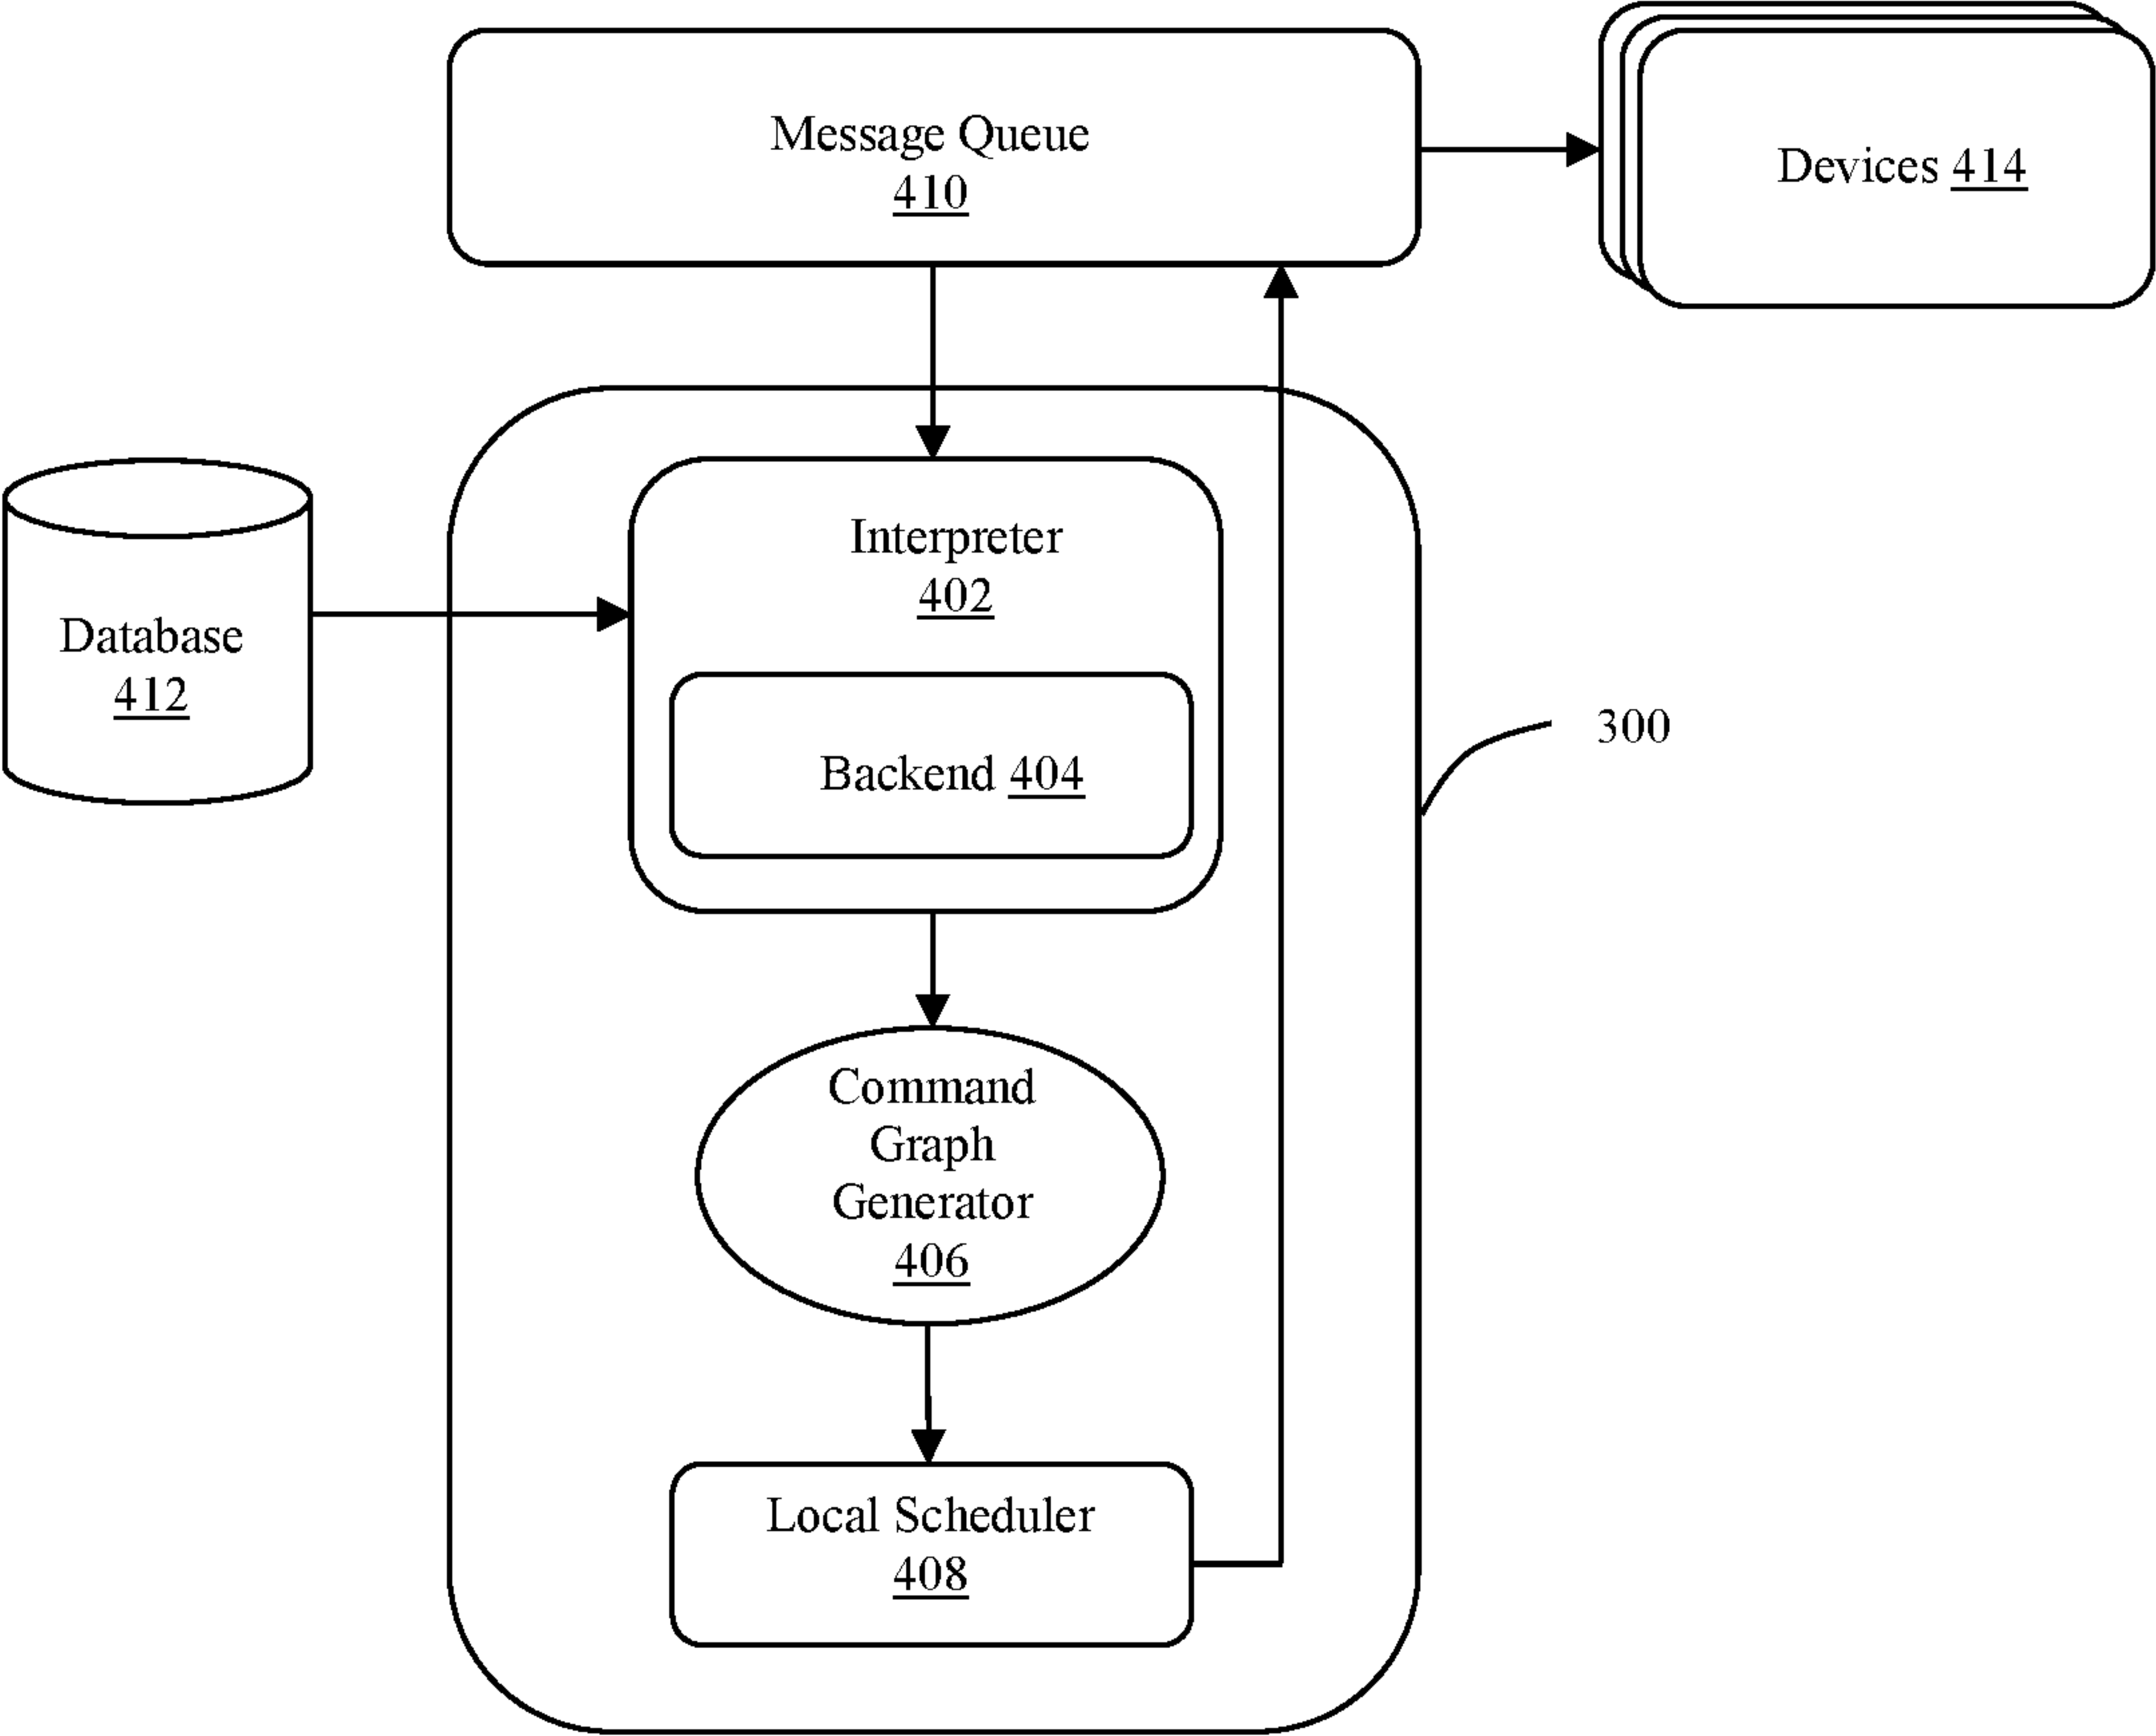 Message Queue
410
Devices 414
Interpreter
402
Database
412
Backend 404
300
Command
Graph
Generator
406
Local Scheduler
408